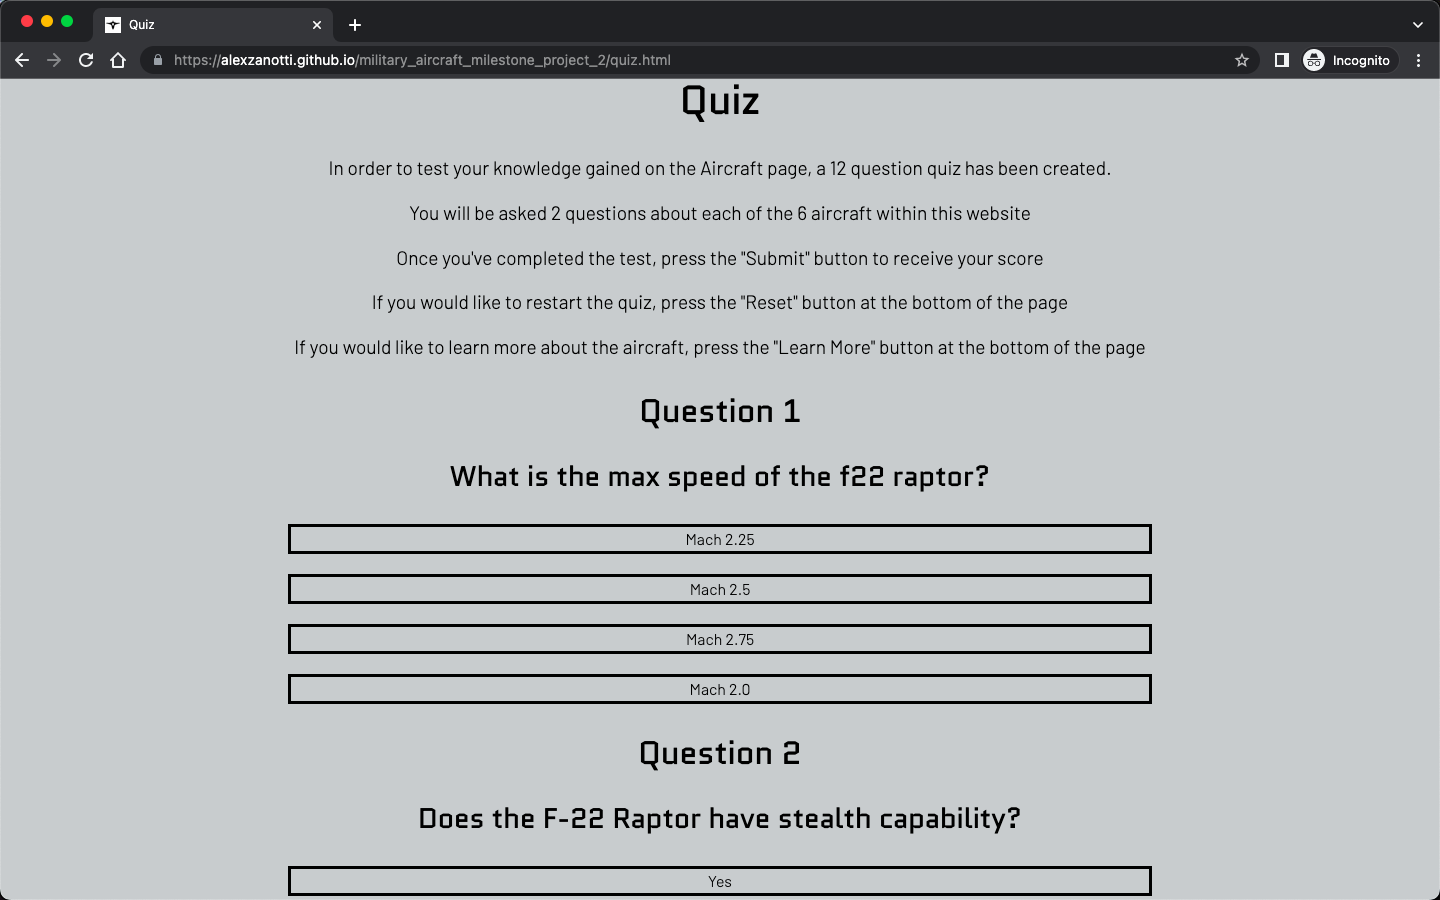 Quiz
https://alexzanotti.github.io/military_aircraft_milestone_project_2/quiz.html
Incognito
Quiz
In order to test your knowledge gained on the Aircraft page, a 12 question quiz has been created.
You will be asked 2 questions about each of the 6 aircraft within this website
Once you've completed the test, press the "Submit" button to receive your score
If you would like to restart the quiz, press the "Reset" button at the bottom of the page
If you would like to learn more about the aircraft, press the "Learn More" button at the bottom of the page
Question 1
What is the max speed of the f22 raptor?
Mach 2.25
Mach 2.5
Mach 2.75
Mach 2.0
Question 2
Does the F-22 Raptor have stealth capability?
Yes